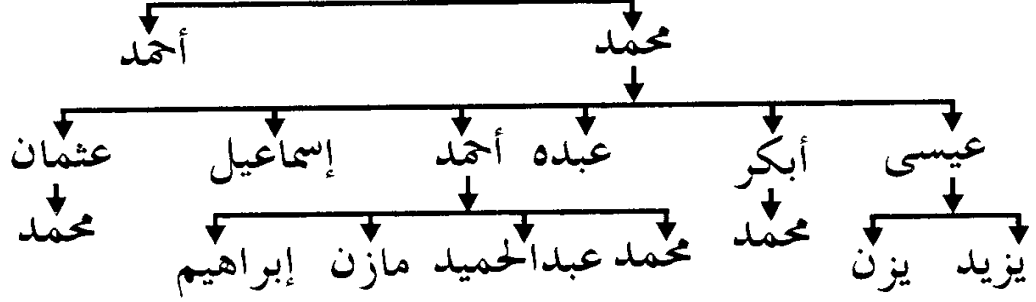 محمد أحمد
عيسى أبكر عبده أحمد إسماعيل عثمان
يزيد يزن محمد محمد عبدالحميد مازن إبراهيم محمد